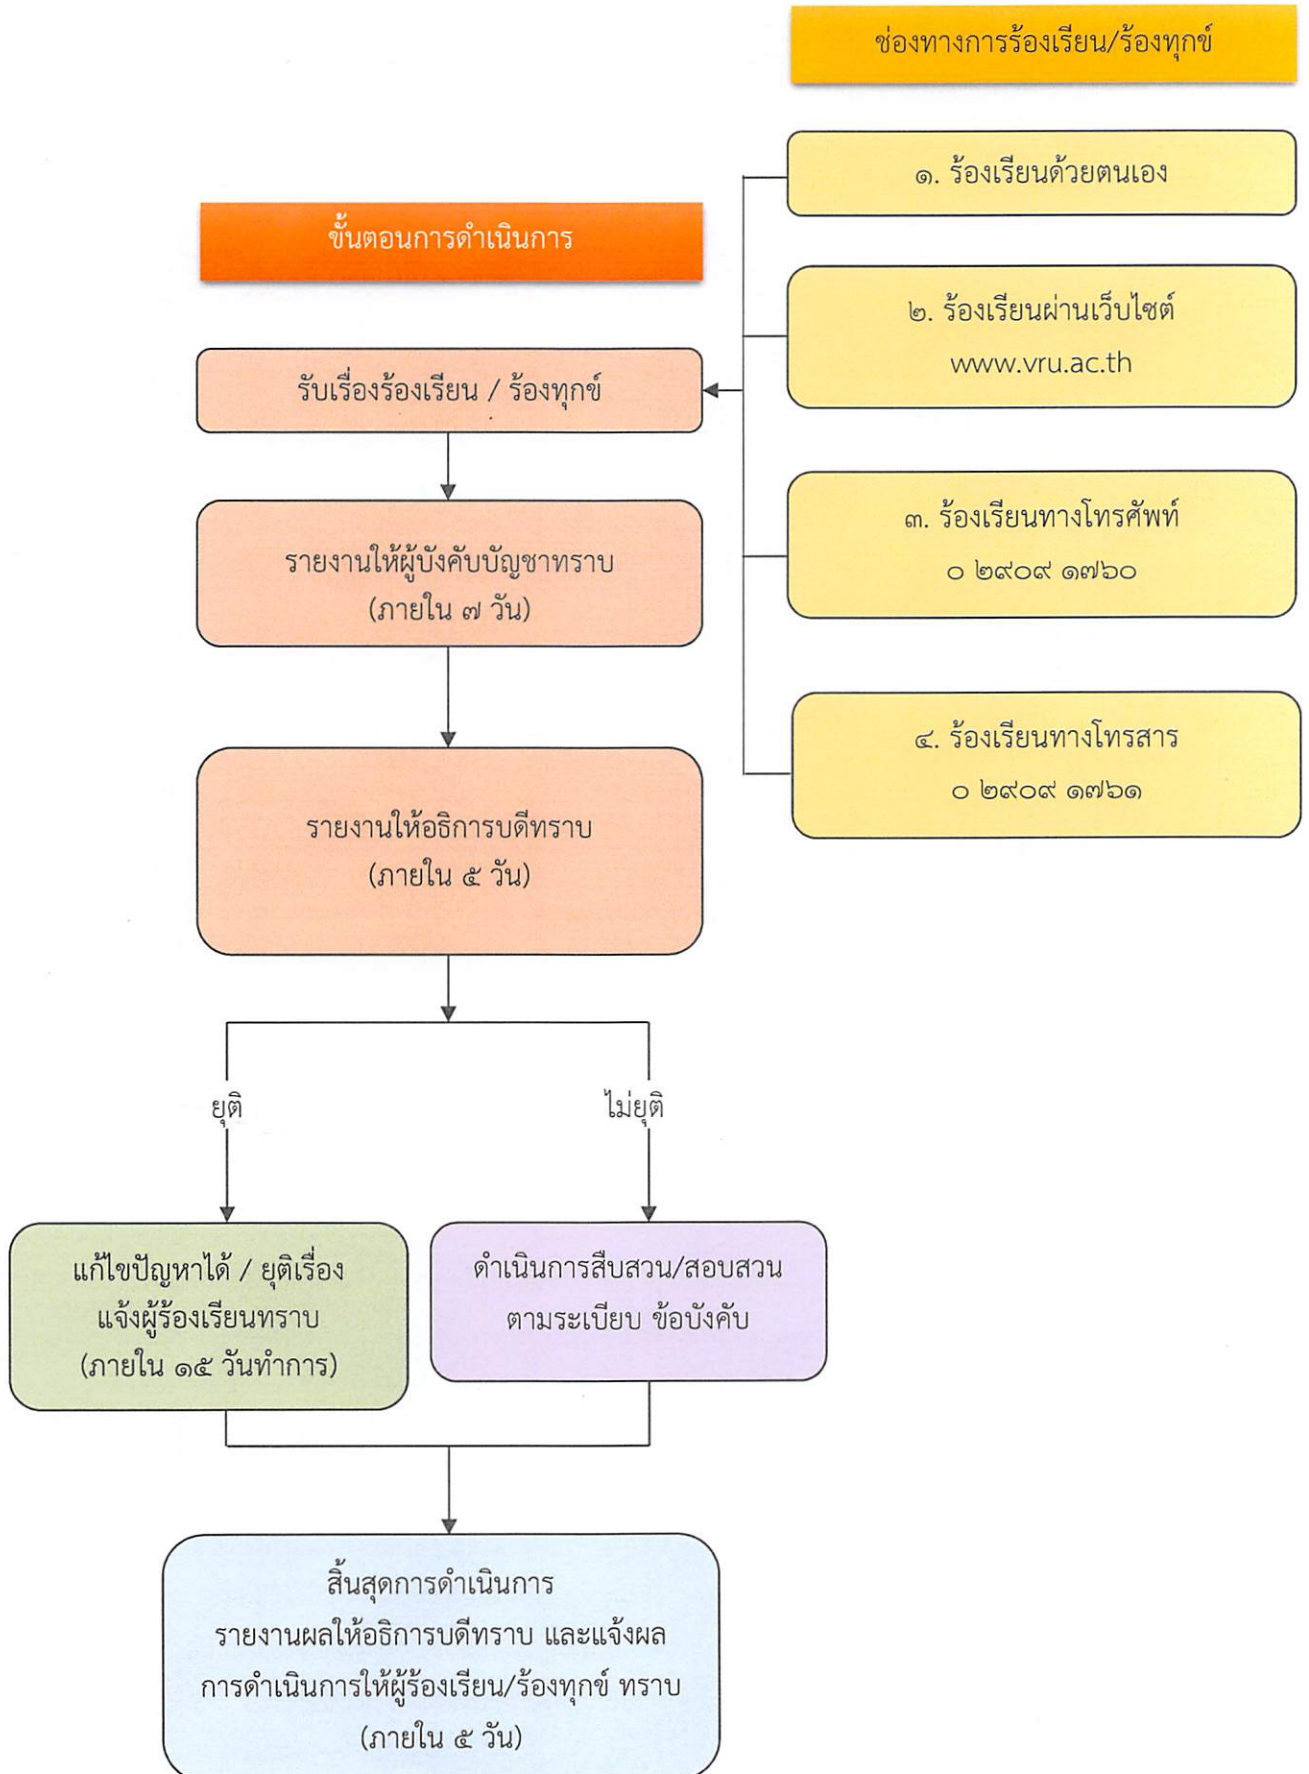 ช่องทางการร้องเรียน/ร้องทุกข์
๑. ร้องเรียนด้วยตนเอง
๒. ร้องเรียนผ่านเว็บไซต์
www.vru.ac.th
๓. ร้องเรียนทางโทรศัพท์
๐ ๒๙๐๙ ๑๗๖๐
๔. ร้องเรียนทางโทรสาร
๐ ๒๙๐๙ ๑๗๖๑
ขั้นตอนการดำเนินการ
รับเรื่องร้องเรียน / ร้องทุกข์
รายงานให้ผู้บังคับบัญชาทราบ
(ภายใน ๗ วัน)
รายงานให้อธิการบดีทราบ
(ภายใน ๕ วัน)
ยุติ
ไม่ยุติ
แก้ไขปัญหาได้ / ยุติเรื่อง
แจ้งผู้ร้องเรียนทราบ
(ภายใน ๑๕ วันทำการ)
ดำเนินการสืบสวน/สอบสวน
ตามระเบียบ ข้อบังคับ
สิ้นสุดการดำเนินการ
รายงานผลให้อธิการบดีทราบ และแจ้งผล
การดำเนินการให้ผู้ร้องเรียน/ร้องทุกข์ ทราบ
(ภายใน ๕ วัน)